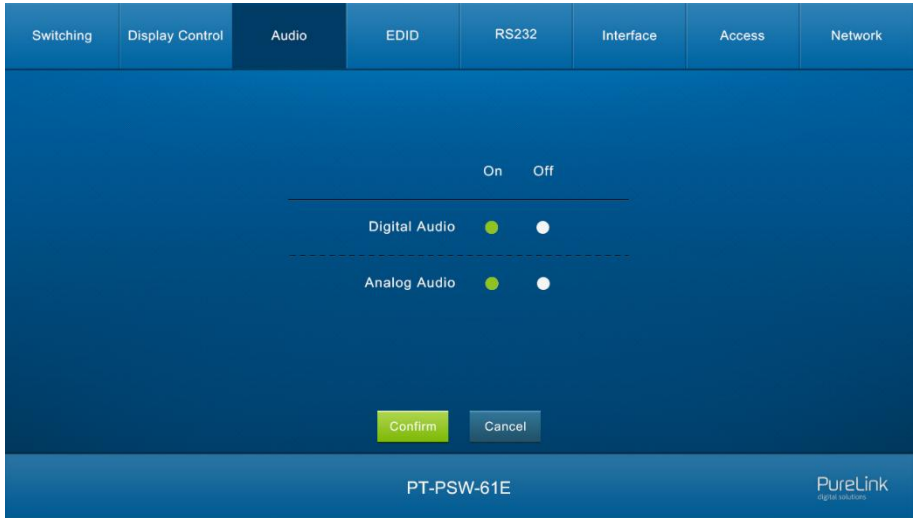 Switching Display Control Audio EDID RS232 Interface Access Network
On Off
Digital Audio
Analog Audio
Confirm Cancel
PT-PSW-61E
PureLink
digital solutions